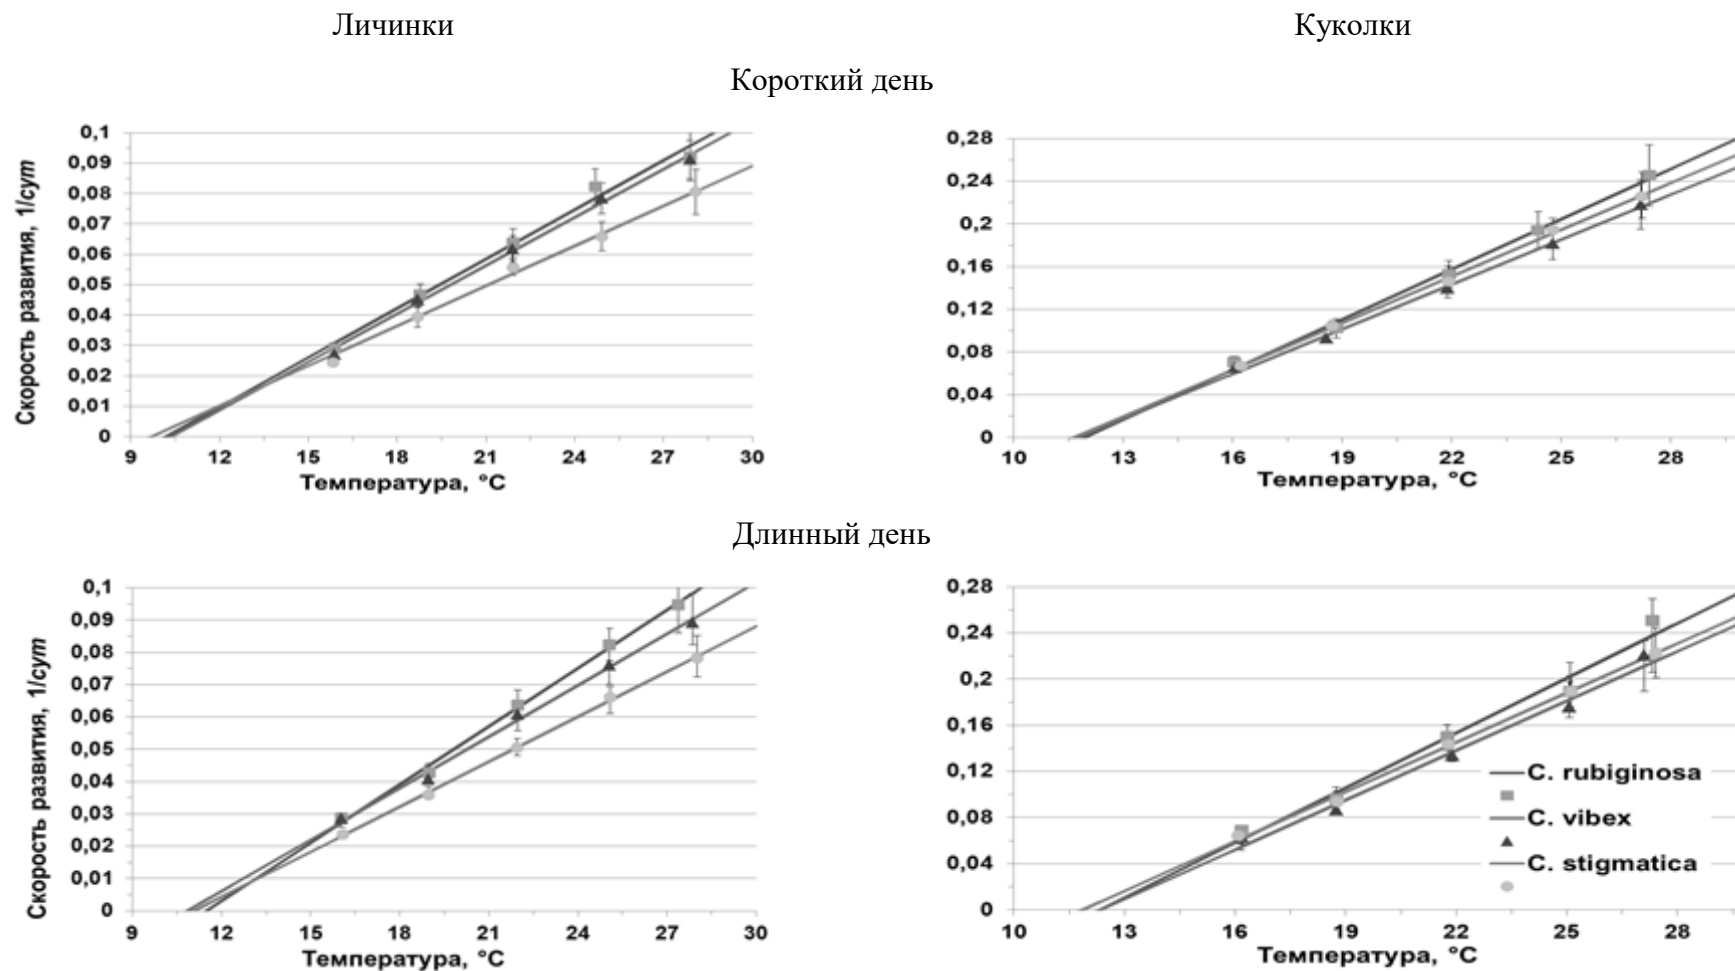 Личинки
Куколки
Короткий день
Скорость развития, 1/сут
0,1
0,09
0,08
0,07
0,06
0,05
0,04
0,03
0,02
0,01
0
9 12 15 18 21 24 27 30
Температура, °C
0,28
0,24
0,2
0,16
0,12
0,08
0,04
0
10 13 16 19 22 25 28
Температура, °C
Длинный день
Скорость развития, 1/сут
0,1
0,09
0,08
0,07
0,06
0,05
0,04
0,03
0,02
0,01
0
9 12 15 18 21 24 27 30
Температура, °C
0,28
0,24
0,2
0,16
0,12
0,08
0,04
0
10 13 16 19 22 25 28
Температура, °C
C. rubiginosa
C. vibex
C. stigmatica